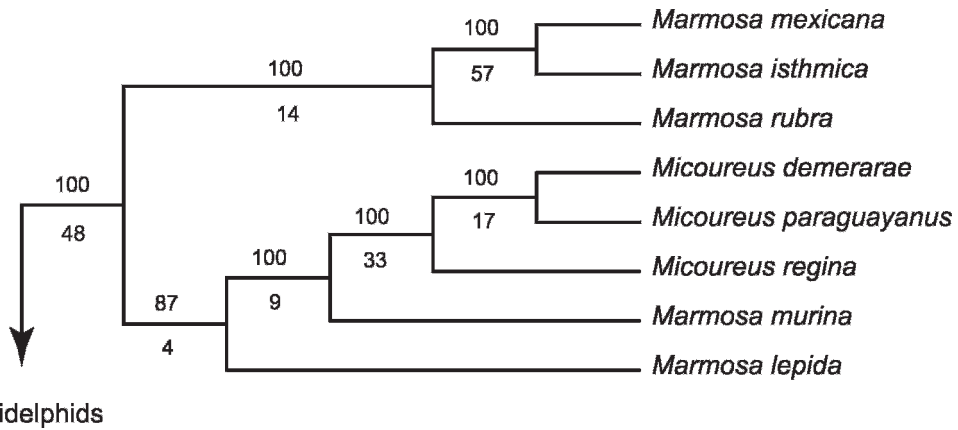 Marmosa mexicana
100
57
Marmosa isthmica
100
14
Marmosa rubra
Micoureus demerarae
100
17
Micoureus paraguayanus
100
48
100
33
Micoureus regina
100
9
Marmosa murina
87
4
Marmosa lepida
idelphids